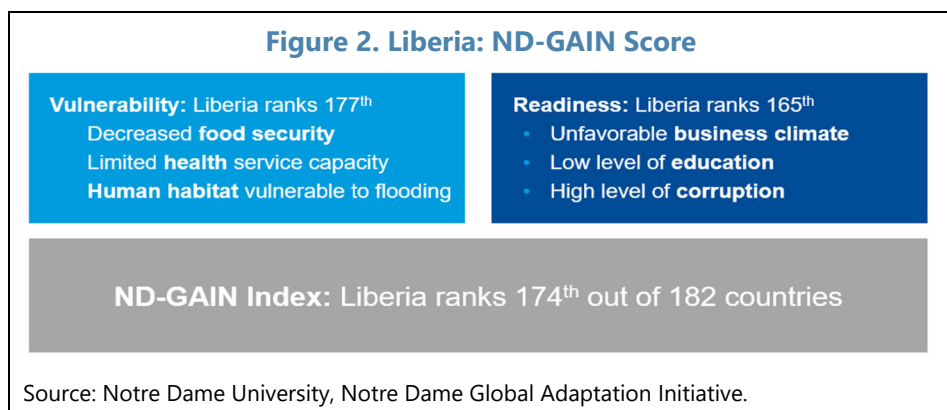 Figure 2. Liberia: ND-GAIN Score
Vulnerability: Liberia ranks 177th
Decreased food security
Limited health service capacity
Human habitat vulnerable to flooding
Readiness: Liberia ranks 165th
• Unfavorable business climate
• Low level of education
• High level of corruption
ND-GAIN Index: Liberia ranks 174th out of 182 countries
Source: Notre Dame University, Notre Dame Global Adaptation Initiative.